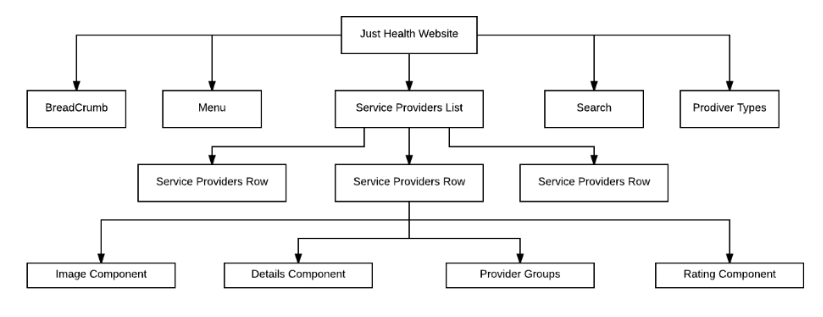 Just Health Website
BreadCrumb
Menu
Service Providers List
Search
Prodiver Types
Service Providers Row
Service Providers Row
Service Providers Row
Image Component
Details Component
Provider Groups
Rating Component